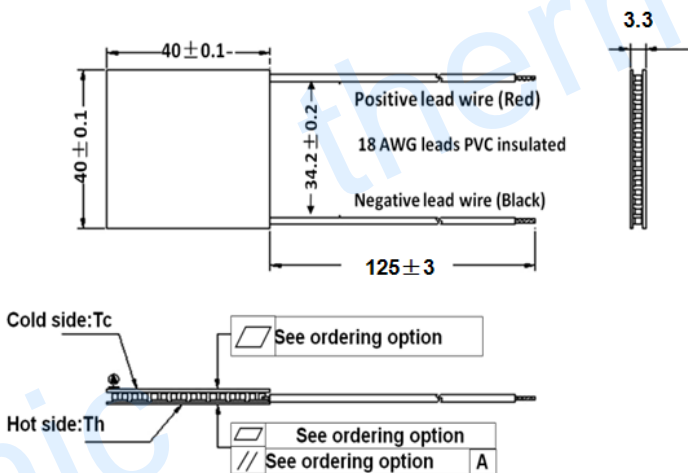 3.3
40±0.1
Positive lead wire (Red)
40±0.1
34.2±0.2
18 AWG leads PVC insulated
Negative lead wire (Black)
125±3
Cold side:Tc
See ordering option
A
Hot side:Th
See ordering option
// See ordering option A
thern
nic